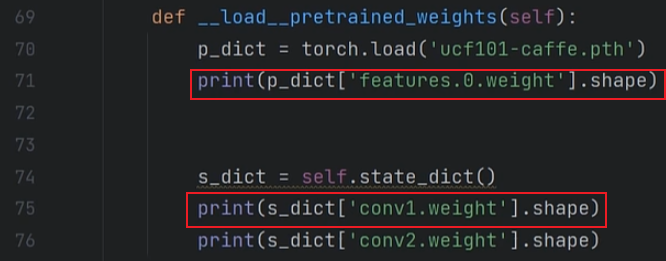 69 def __load__pretrained_weights(self):
70 p_dict = torch.load('ucf101-caffe.pth')
71 print(p_dict['features.0.weight'].shape)
72
73
74 s_dict = self.state_dict()
75 print(s_dict['conv1.weight'].shape)
76 print(s_dict['conv2.weight'].shape)